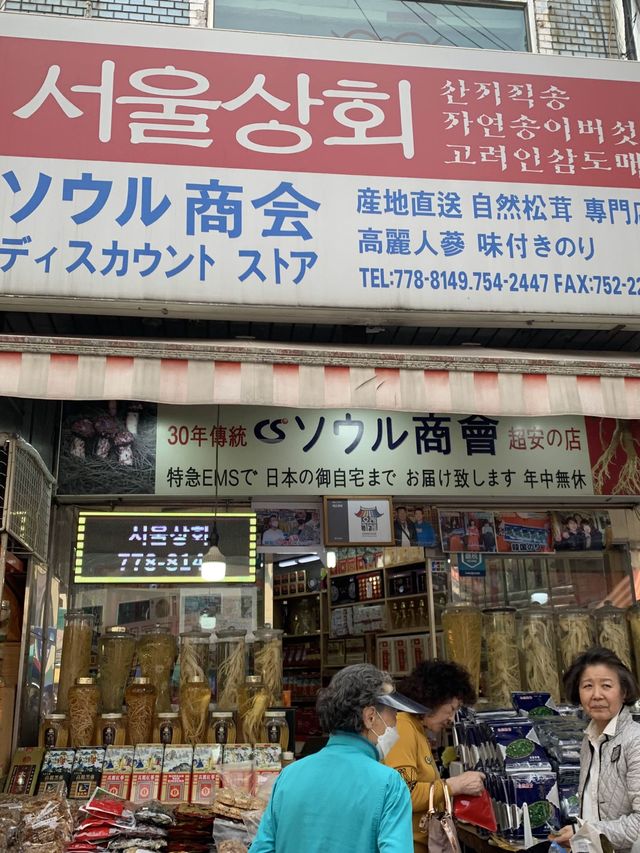 서울상회
산지직송
자연송이버섯
고려인삼도매
ソウル商会
ディスカウント ストア
産地直送 自然松茸 専門店
高麗人蔘 味付きのり
TEL:778-8149.754-2447 FAX:752-22
30年傳統 CS ソウル商會 超安の店
特急EMSで 日本の御自宅まで お届け致します 年中無休
서울상회
778-814